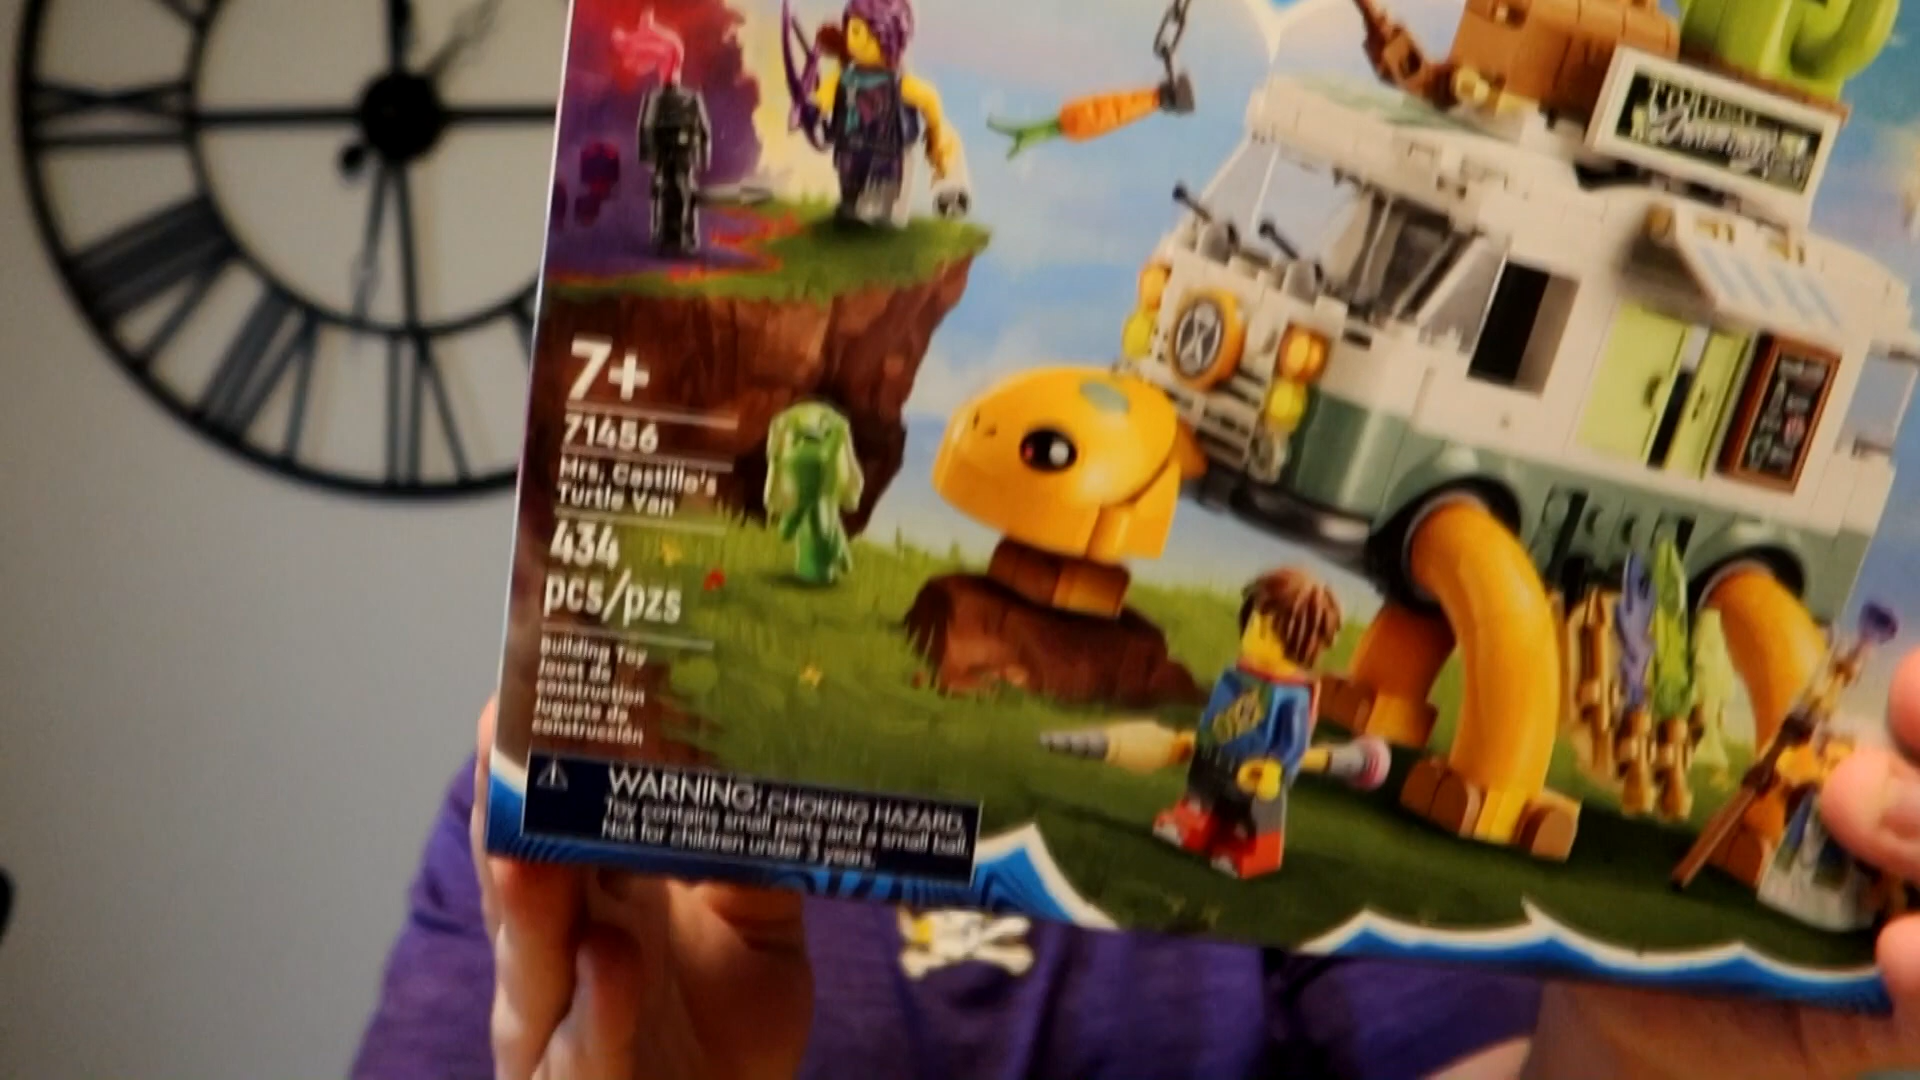 7+
71456
Mrs. Castillo's
Turtle Van
434
pcs/pzs
Building Toy
Jouet de
construction
Juguete de
construcción
WARNING: CHOKING HAZARD.
Toy contains small parts and a small ball.
Not for children under 3 years.